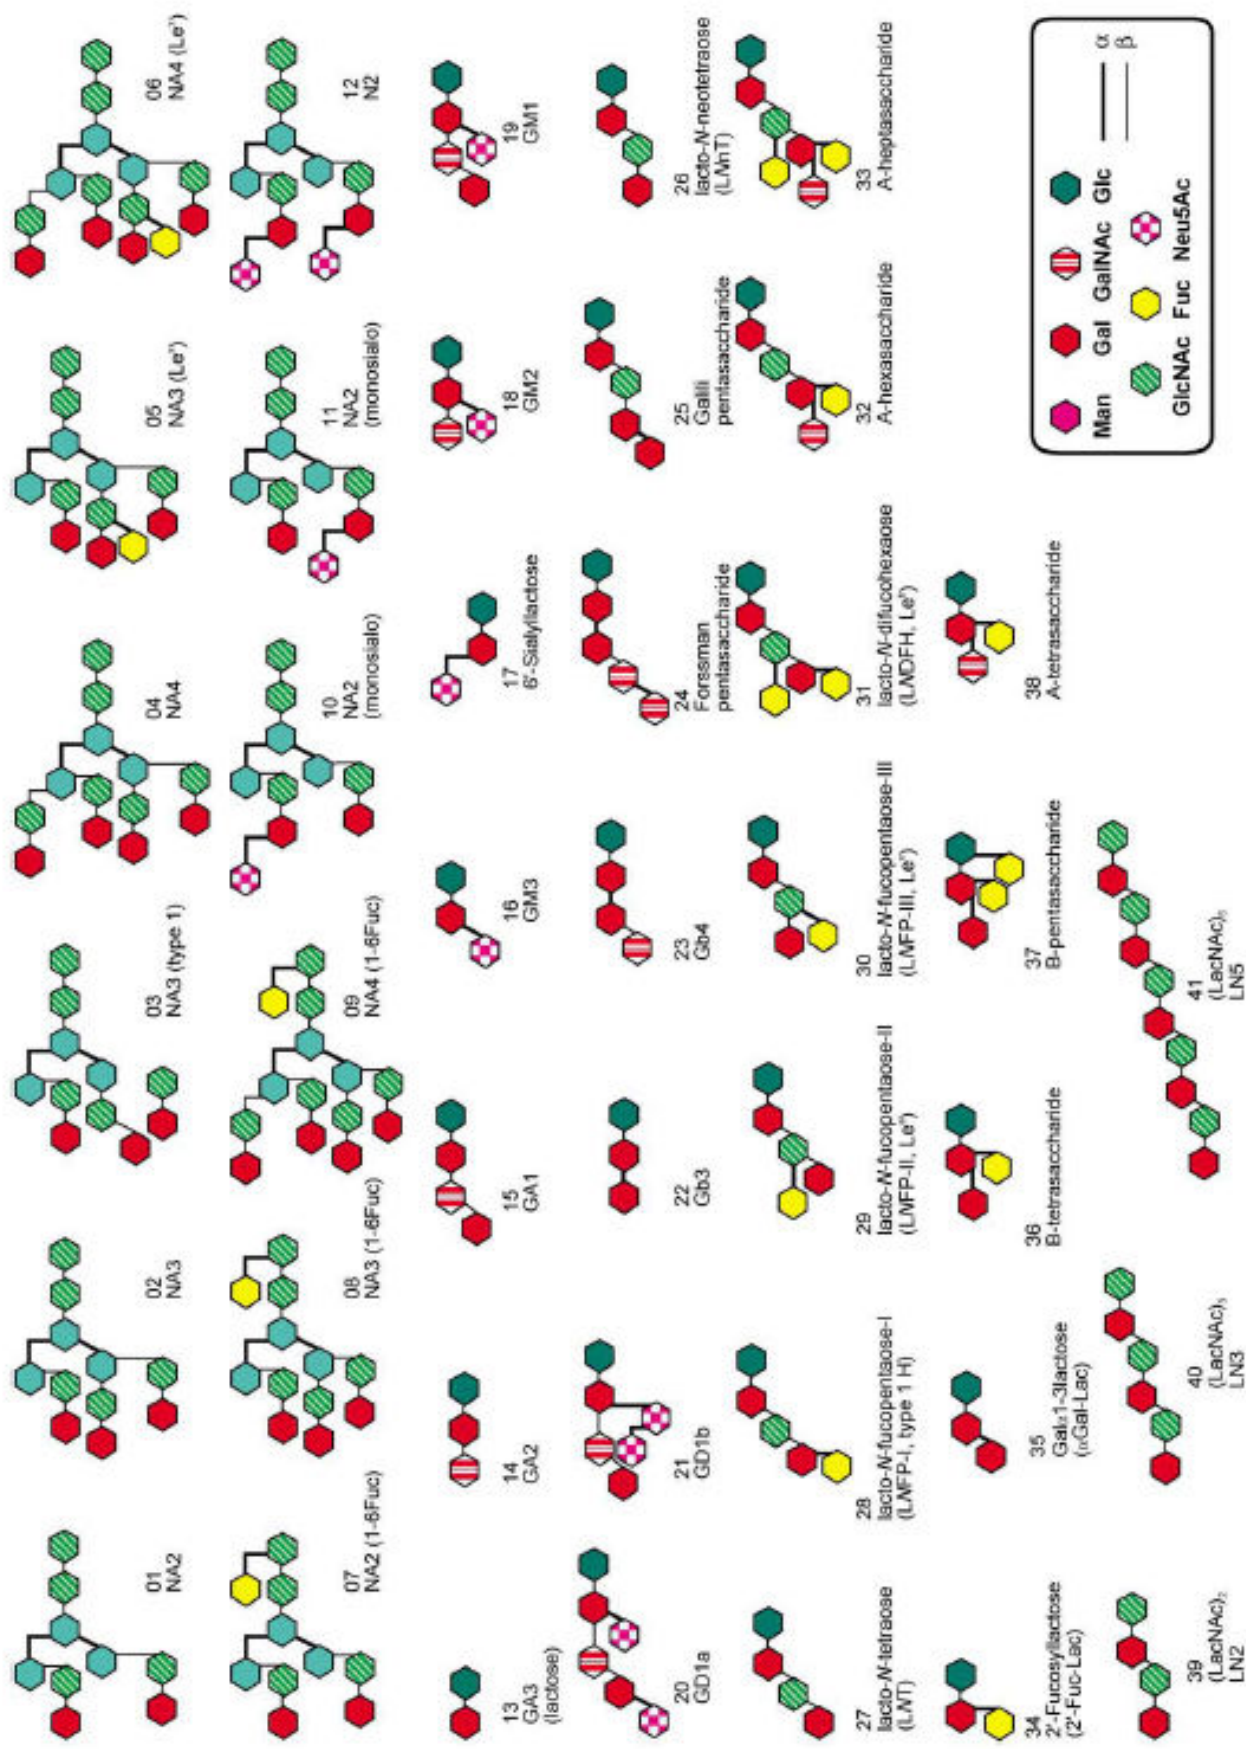 01
NA2
02
NA3
03
NA3 (type 1)
04
NA4
05
NA3 (Leˣ)
06
NA4 (Leˣ)
07
NA2 (1-6Fuc)
08
NA3 (1-6Fuc)
09
NA4 (1-6Fuc)
10
NA2
(monosialo)
11
NA2
(monosialo)
12
N2
13
GA3
(lactose)
14
GA2
15
GA1
16
GM3
17
6'-Sialyllactose
18
GM2
19
GM1
20
GD1a
21
GD1b
22
Gb3
23
Gb4
24
Forssman
pentasaccharide
25
Galili
pentasaccharide
26
lacto-N-neotetraose
(LNnT)
27
lacto-N-tetraose
(LNT)
28
lacto-N-fucopentaose-I
(LNFP-I, type 1 H)
29
lacto-N-fucopentaose-II
(LNFP-II, Leᵃ)
30
lacto-N-fucopentaose-III
(LNFP-III, Leˣ)
31
lacto-N-difucohexaose
(LNDFH, Leᵇ)
32
A-hexasaccharide
33
A-heptasaccharide
34
2'-Fucosyllactose
(2'-Fuc-Lac)
35
Galα1-3lactose
(αGal-Lac)
36
B-tetrasaccharide
37
B-pentasaccharide
38
A-tetrasaccharide
39
(LacNAc)₂
LN2
40
(LacNAc)₃
LN3
41
(LacNAc)₅
LN5
Man Gal GalNAc Glc
GlcNAc Fuc Neu5Ac
α
β